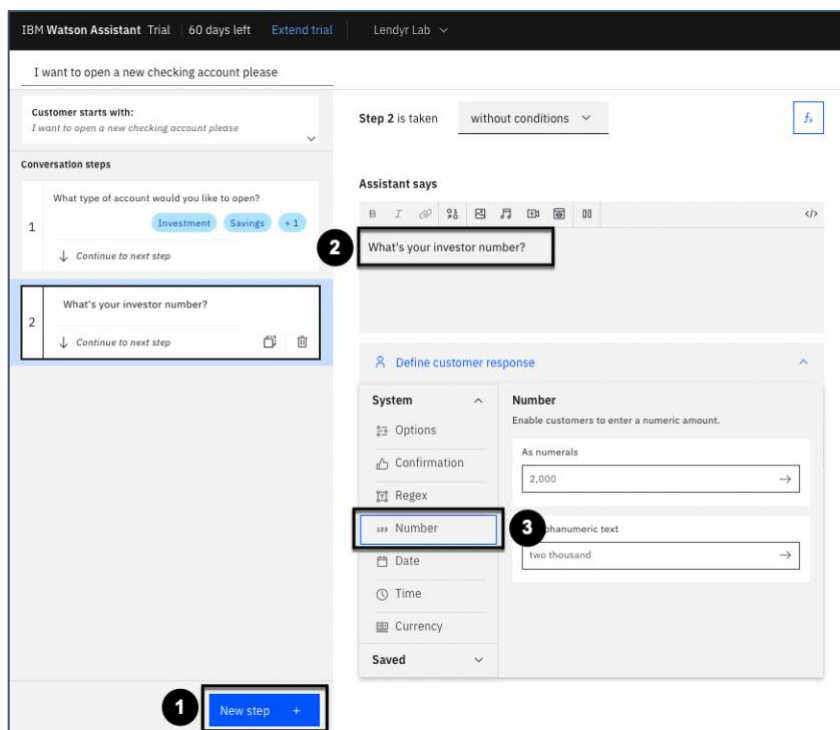 IBM Watson Assistant Trial 60 days left Extend trial Lendyr Lab
I want to open a new checking account please
Customer starts with:
I want to open a new checking account please
Conversation steps
1
What type of account would you like to open?
Investment Savings + 1
Continue to next step
2
What's your investor number?
Continue to next step
1
New step +
Step 2 is taken without conditions fx
Assistant says
B I </>
2
What's your investor number?
Define customer response
System
Options
Confirmation
Regex
123 Number
Date
Time
Currency
Saved
3
Number
Enable customers to enter a numeric amount.
As numerals
2,000
phanumeric text
two thousand